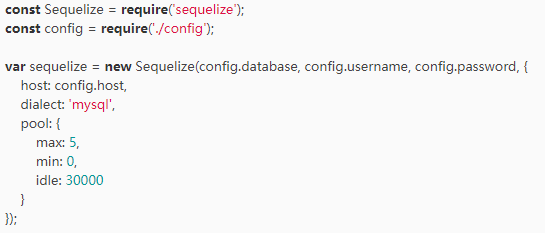 const Sequelize = require('sequelize');
const config = require('./config');

var sequelize = new Sequelize(config.database, config.username, config.password, {
    host: config.host,
    dialect: 'mysql',
    pool: {
        max: 5,
        min: 0,
        idle: 30000
    }
});